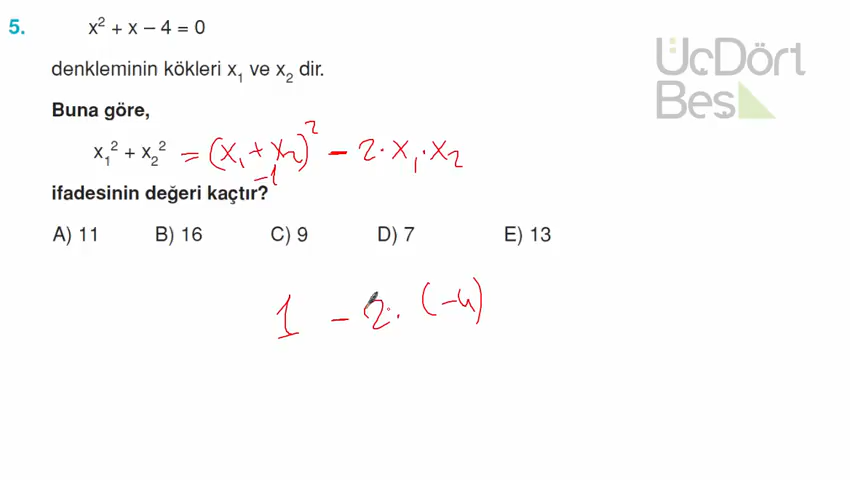 5. x² + x – 4 = 0
denkleminin kökleri x₁ ve x₂ dir.
Buna göre,
x₁² + x₂² = (x₁ + x₂)² – 2 · x₁ · x₂
–1
ifadesinin değeri kaçtır?
A) 11 B) 16 C) 9 D) 7 E) 13
1 – 2 · (–4)
ÜçDört
Beş